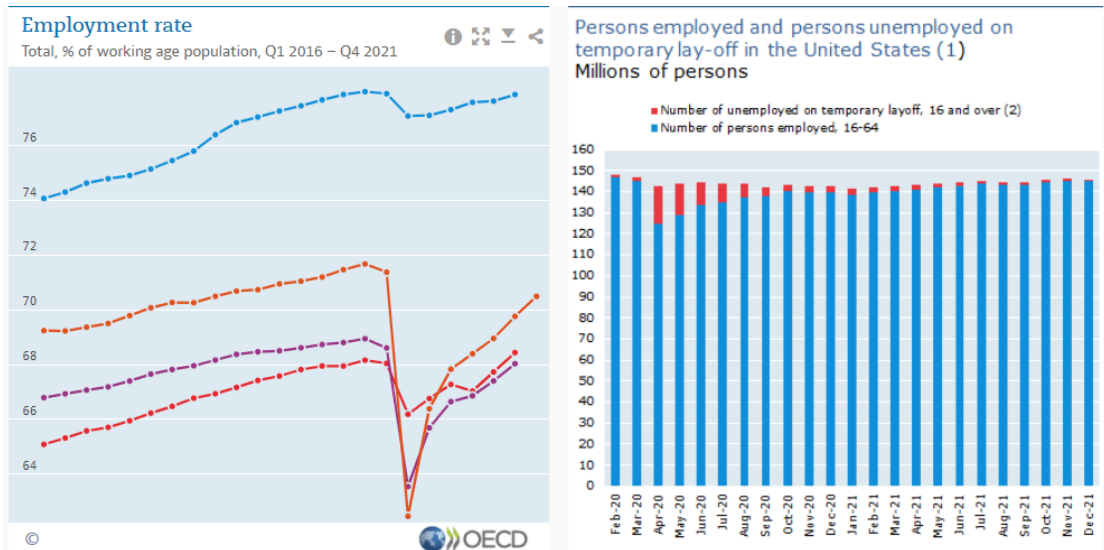 Employment rate
Total, % of working age population, Q1 2016 – Q4 2021
76
74
72
70
68
66
64
©
OECD
Persons employed and persons unemployed on
temporary lay-off in the United States (1)
Millions of persons
Number of unemployed on temporary layoff, 16 and over (2)
Number of persons employed, 16-64
160
150
140
130
120
110
100
90
80
70
60
50
40
30
20
10
0
Feb-20
Mar-20
Apr-20
May-20
Jun-20
Jul-20
Aug-20
Sep-20
Oct-20
Nov-20
Dec-20
Jan-21
Feb-21
Mar-21
Apr-21
May-21
Jun-21
Jul-21
Aug-21
Sep-21
Oct-21
Nov-21
Dec-21